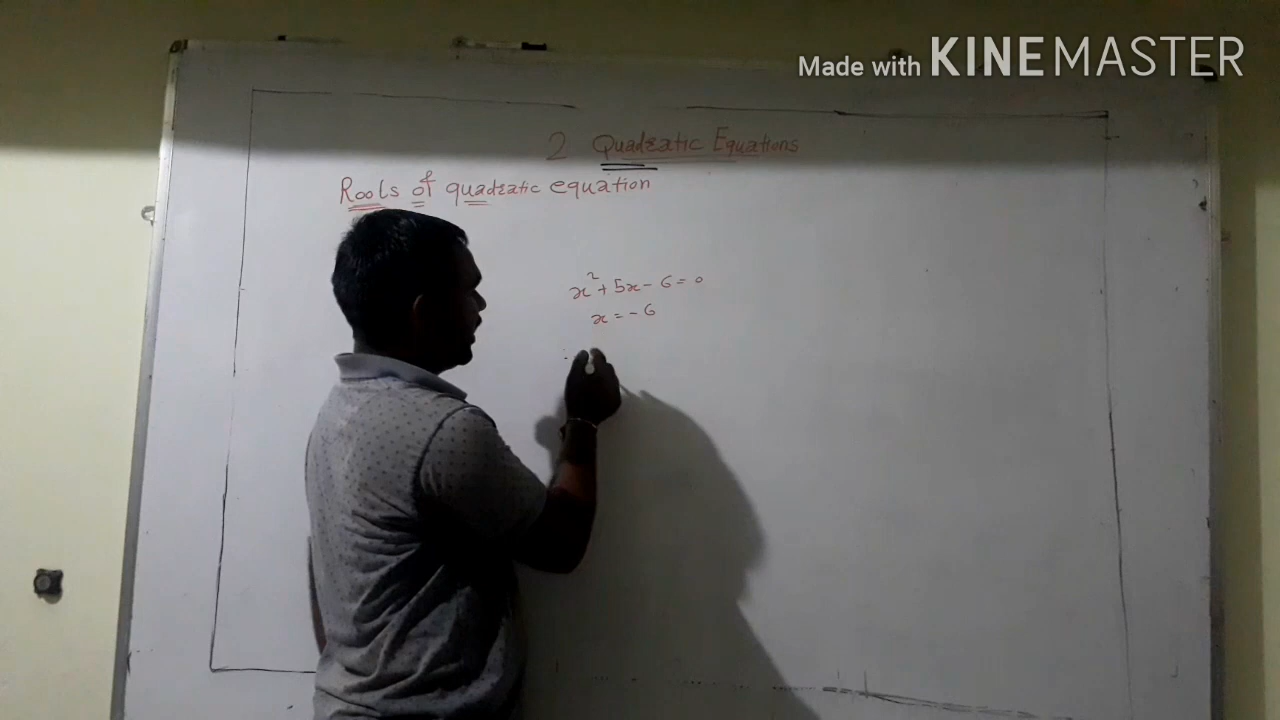 Made with KINEMASTER
2 Quadratic Equations
Roots of quadratic equation
x² + 5x - 6 = 0
x = - 6